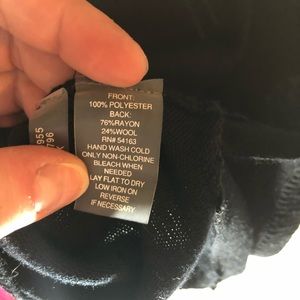 FRONT
100% POLYESTER
BACK:
76%RAYON
24%WOOL
RN# 54163
HAND WASH COLD
ONLY NON-CHLORINE
BLEACH WHEN
NEEDED
LAY FLAT TO DRY
LOW IRON ON
REVERSE
IF NECESSARY